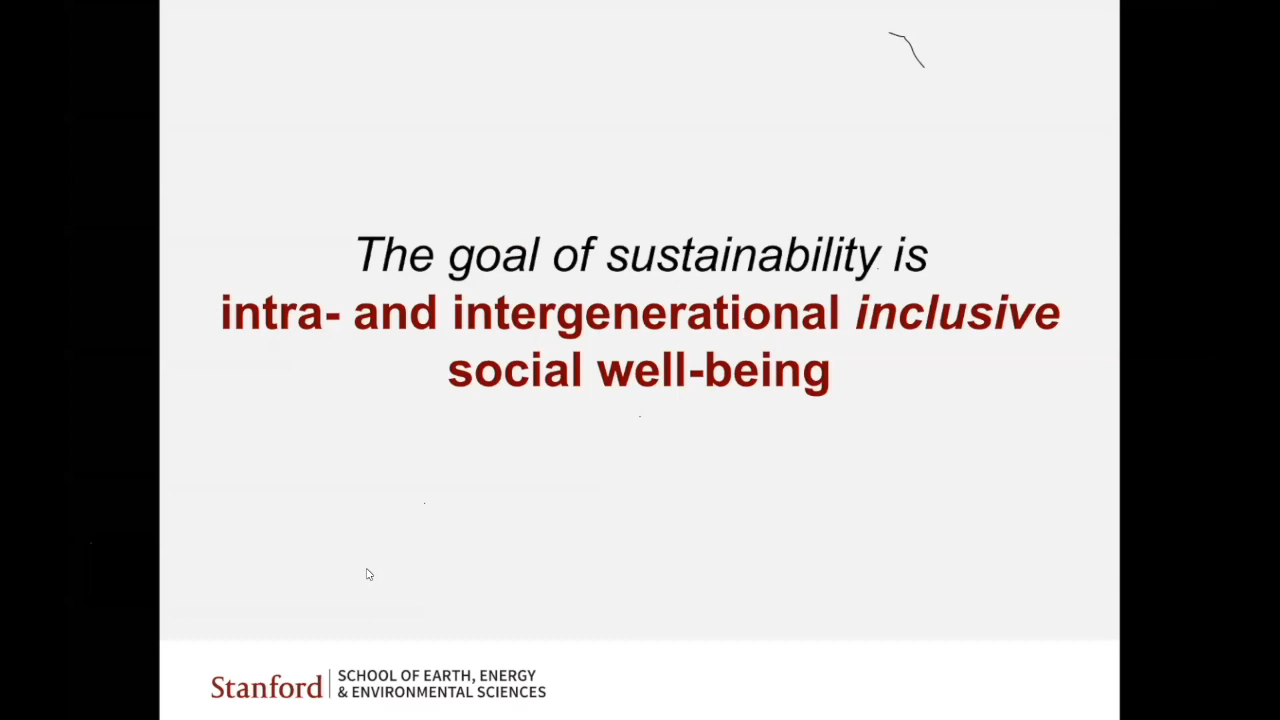 The goal of sustainability is
intra- and intergenerational inclusive
social well-being
Stanford
SCHOOL OF EARTH, ENERGY
& ENVIRONMENTAL SCIENCES